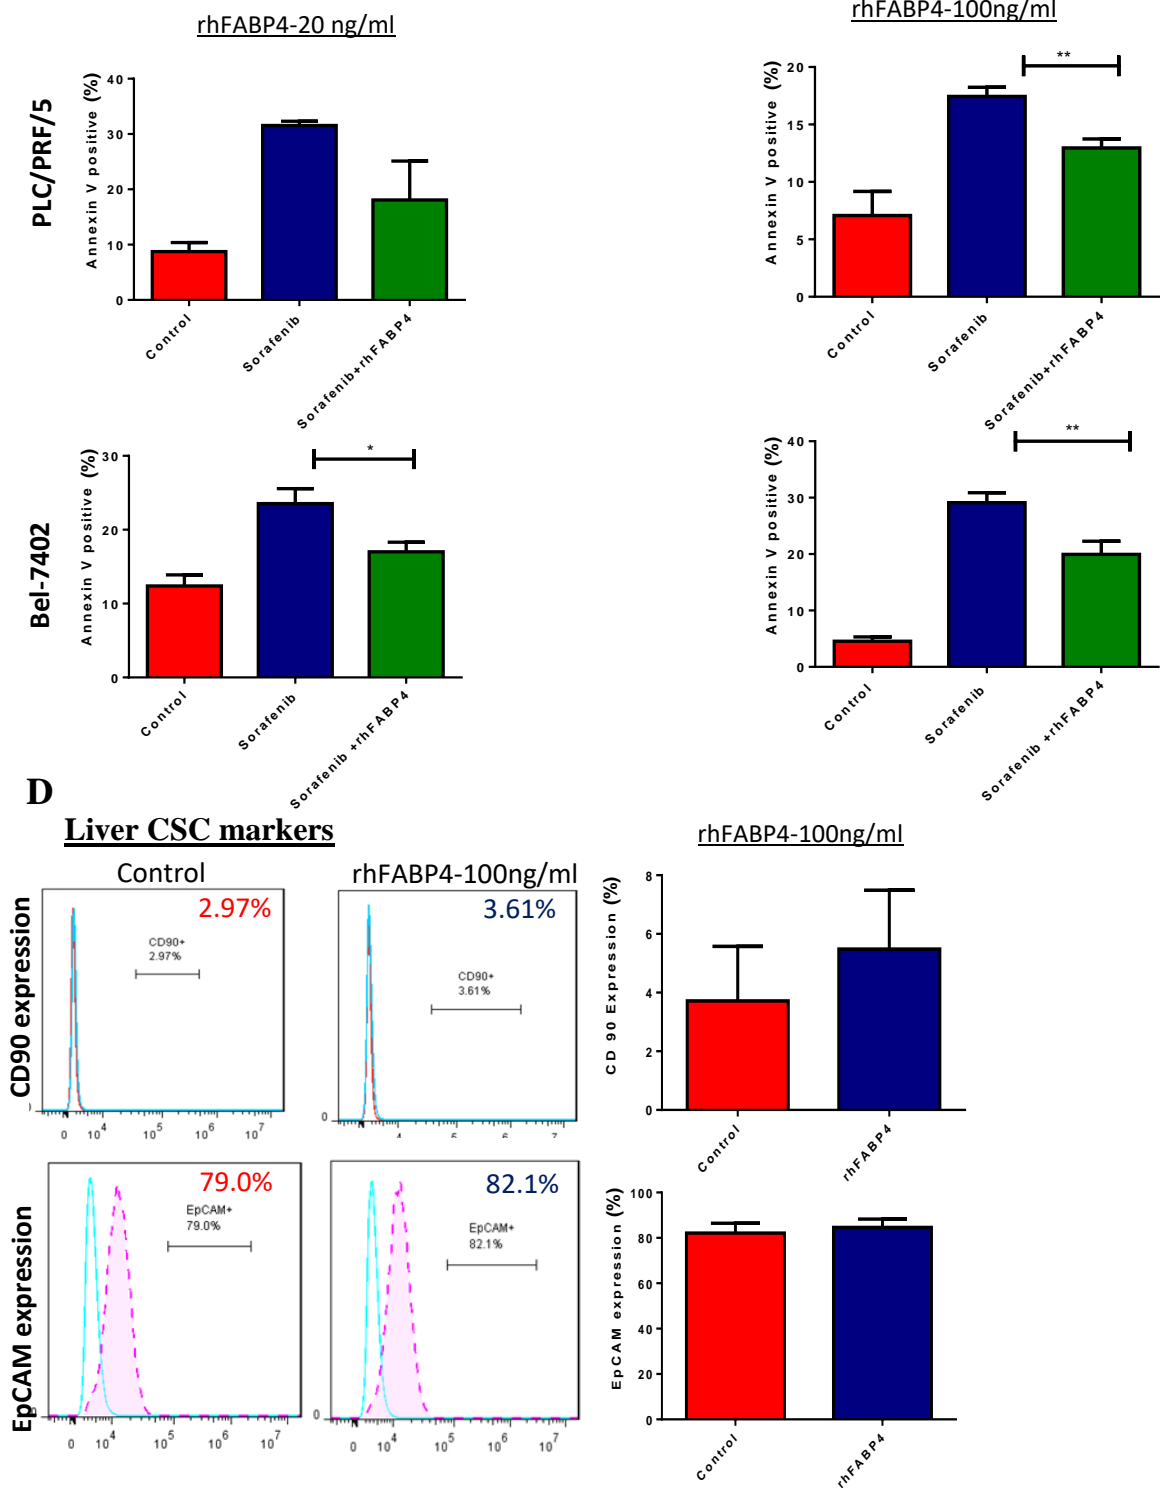 rhFABP4-20 ng/ml
rhFABP4-100ng/ml
PLC/PRF/5
Annexin V positive (%)
40
30
20
10
0
Control
Sorafenib
Sorafenib+rhFABP4
Annexin V positive (%)
20
15
10
5
0
**
Control
Sorafenib
Sorafenib+rhFABP4
Bel-7402
Annexin V positive (%)
30
20
10
0
*
Control
Sorafenib
Sorafenib +rhFABP4
Annexin V positive (%)
40
30
20
10
0
**
Control
Sorafenib
Sorafenib +rhFABP4
D
Liver CSC markers
Control
rhFABP4-100ng/ml
rhFABP4-100ng/ml
CD90 expression
2.97%
CD90+
2.97%
0 10^4 10^5 10^6 10^7
3.61%
CD90+
3.61%
0
4 5 6 7
CD 90 Expression (%)
8
6
4
2
0
Control
rhFABP4
EpCAM expression
79.0%
EpCAM+
79.0%
0 10^4 10^5 10^6 10^7
82.1%
EpCAM+
82.1%
0
0 10^4 10^5 10^6 10^7
EpCAM expression (%)
100
80
60
40
20
0
Control
rhFABP4